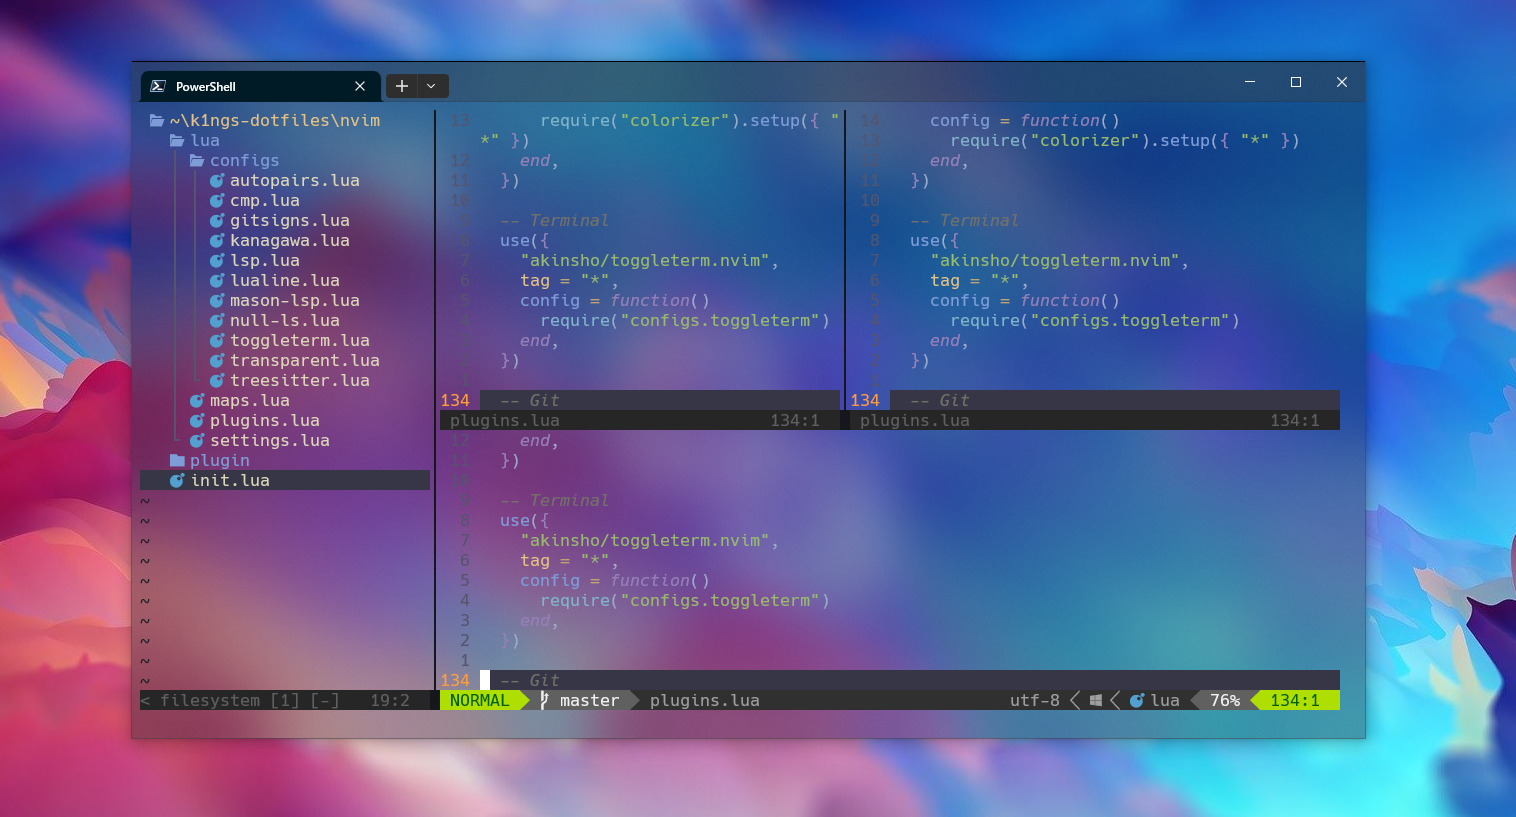 PowerShell
~\k1ngs-dotfiles\nvim
lua
configs
autopairs.lua
cmp.lua
gitsigns.lua
kanagawa.lua
lsp.lua
lualine.lua
mason-lsp.lua
null-ls.lua
toggleterm.lua
transparent.lua
treesitter.lua
maps.lua
plugins.lua
settings.lua
plugin
init.lua
~
~
~
~
~
~
~
~
~
~
< filesystem [1] [-] 19:2
13 require("colorizer").setup({ "
*" })
12 end,
11 })
10
-- Terminal
use({
7 "akinsho/toggleterm.nvim",
6 tag = "*",
5 config = function()
4 require("configs.toggleterm")
end,
})
134 -- Git
plugins.lua 134:1
14 config = function()
13 require("colorizer").setup({ "*" })
12 end,
11 })
10
9 -- Terminal
8 use({
7 "akinsho/toggleterm.nvim",
6 tag = "*",
5 config = function()
4 require("configs.toggleterm")
3 end,
2 })
134 -- Git
plugins.lua 134:1
12 end,
11 })
10
9 -- Terminal
8 use({
7 "akinsho/toggleterm.nvim",
6 tag = "*",
5 config = function()
4 require("configs.toggleterm")
3 end,
2 })
1
134 -- Git
NORMAL master plugins.lua utf-8 lua 76% 134:1